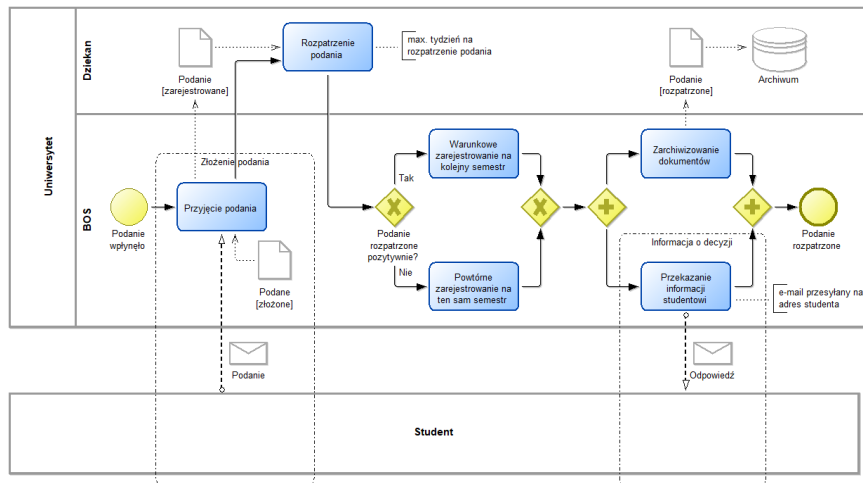 Uniwersytet
Dziekan
BOS
Podanie
[zarejestrowane]
Rozpatrzenie
podania
max. tydzień na
rozpatrzenie podania
Podanie
[rozpatrzone]
Archiwum
Złożenie podania
Podanie
wpłynęło
Przyjęcie podania
Podane
[złożone]
Tak
Podanie
rozpatrzone
pozytywnie?
Nie
Warunkowe
zarejestrowanie na
kolejny semestr
Powtórne
zarejestrowanie na
ten sam semestr
Zarchiwizowanie
dokumentów
Informacja o decyzji
Przekazanie
informacji
studentowi
Podanie
rozpatrzone
e-mail przesyłany na
adres studenta
Podanie
Odpowiedź
Student